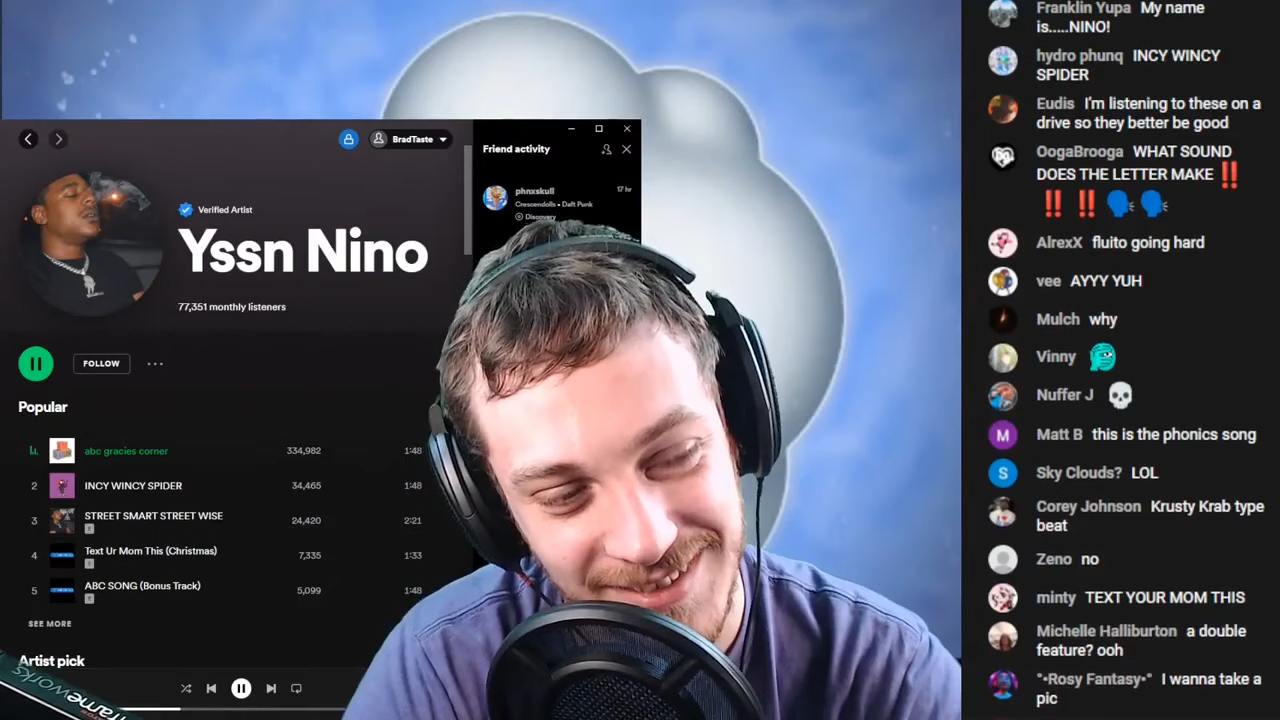 BradTaste
Friend activity
phnxskull
17 hr
Crescendolls • Daft Punk
Discovery
Verified Artist
Yssn Nino
77,351 monthly listeners
FOLLOW
Popular
abc gracies corner 334,982 1:48
2 INCY WINCY SPIDER 34,465 1:48
3 STREET SMART STREET WISE 24,420 2:21
E
4 Text Ur Mom This (Christmas) 7,335 1:33
E
5 ABC SONG (Bonus Track) 5,099 1:48
E
SEE MORE
Artist pick
works
frame
Franklin Yupa My name
is.....NINO!
hydro phunq INCY WINCY
SPIDER
Eudis I'm listening to these on a
drive so they better be good
OogaBrooga WHAT SOUND
DOES THE LETTER MAKE ‼️
‼️ ‼️ 🗣️ 🗣️
AlrexX fluito going hard
vee AYYY YUH
Mulch why
Vinny
Nuffer J 💀
M Matt B this is the phonics song
S Sky Clouds? LOL
Corey Johnson Krusty Krab type
beat
Zeno no
minty TEXT YOUR MOM THIS
Michelle Halliburton a double
feature? ooh
°•Rosy Fantasy•° I wanna take a
pic